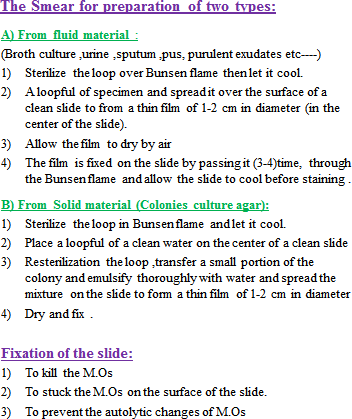 The Smear for preparation of two types:
A) From fluid material :
(Broth culture ,urine ,sputum ,pus, purulent exudates etc----)
1) Sterilize the loop over Bunsen flame then let it cool.
2) A loopful of specimen and spread it over the surface of a
clean slide to from a thin film of 1-2 cm in diameter (in the
center of the slide).
3) Allow the film to dry by air
4) The film is fixed on the slide by passing it (3-4)time, through
the Bunsen flame and allow the slide to cool before staining .
B) From Solid material (Colonies culture agar):
1) Sterilize the loop in Bunsen flame and let it cool.
2) Place a loopful of a clean water on the center of a clean slide
3) Resterilization the loop ,transfer a small portion of the
colony and emulsify thoroughly with water and spread the
mixture on the slide to form a thin film of 1-2 cm in diameter
4) Dry and fix .
Fixation of the slide:
1) To kill the M.Os
2) To stuck the M.Os on the surface of the slide.
3) To prevent the autolytic changes of M.Os